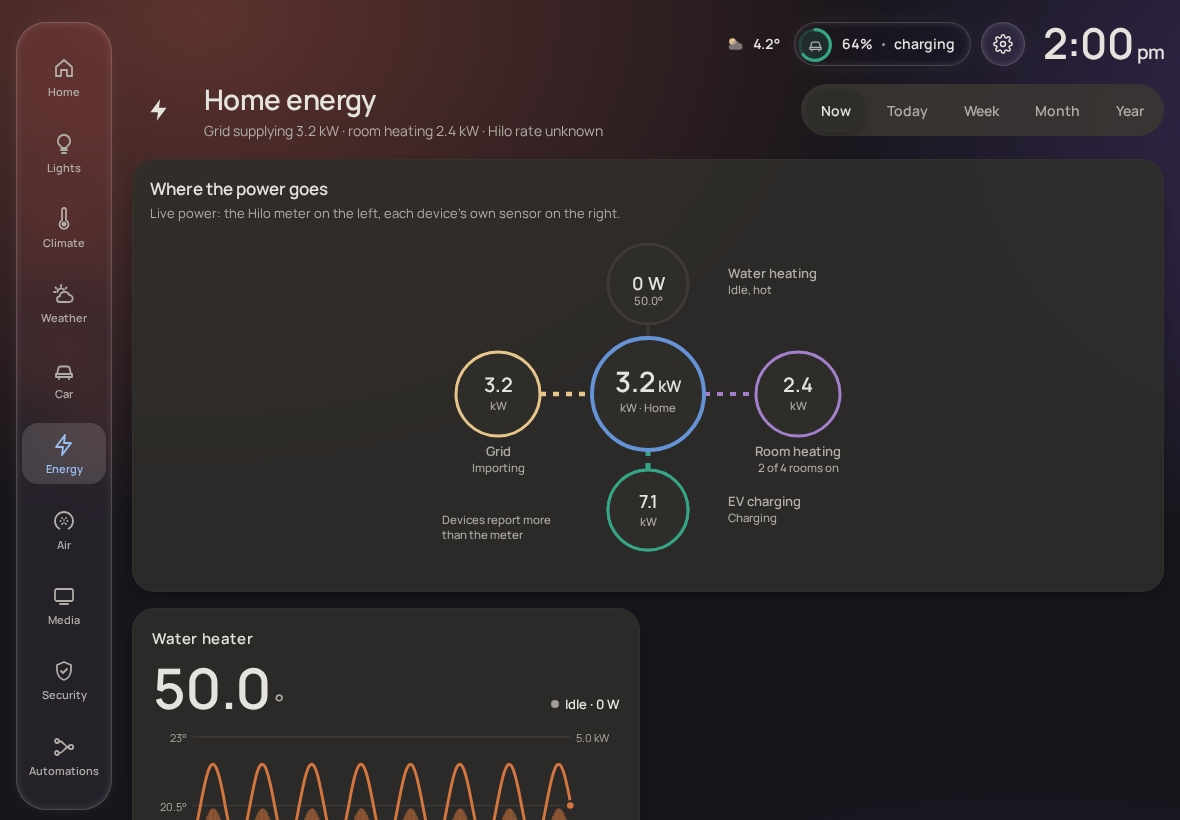 4.2°
64% · charging
2:00 pm
Home
Lights
Climate
Weather
Car
Energy
Air
Media
Security
Automations
Home energy
Grid supplying 3.2 kW · room heating 2.4 kW · Hilo rate unknown
Now
Today
Week
Month
Year
Where the power goes
Live power: the Hilo meter on the left, each device's own sensor on the right.
0 W
50.0°
Water heating
Idle, hot
3.2
kW
Grid
Importing
3.2 kW
kW · Home
2.4
kW
Room heating
2 of 4 rooms on
7.1
kW
EV charging
Charging
Devices report more
than the meter
Water heater
50.0°
Idle · 0 W
23°
5.0 kW
20.5°